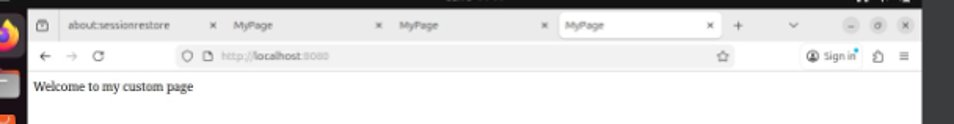 about:sessionrestore
MyPage
MyPage
MyPage
http://localhost:8080
Sign in
Welcome to my custom page